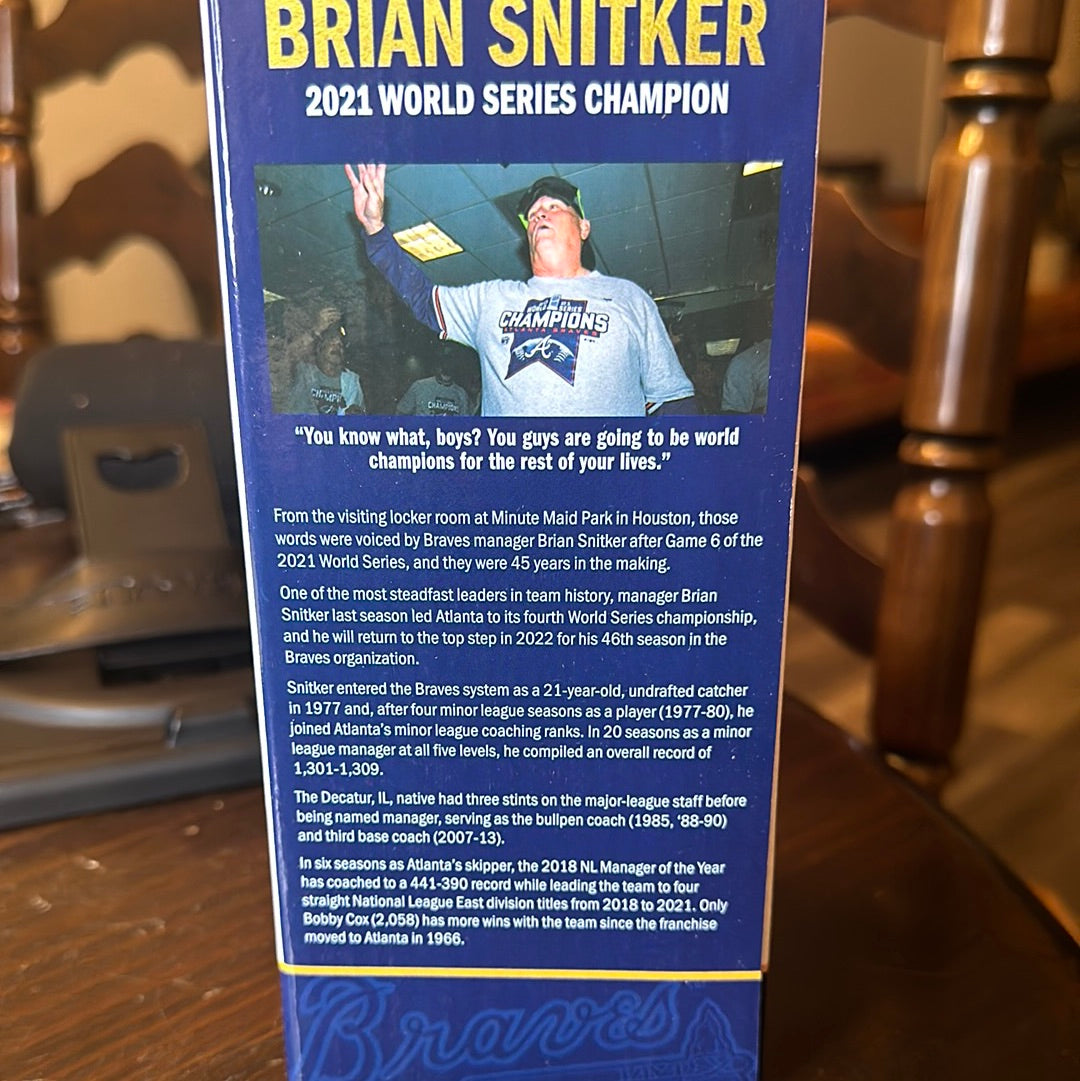 BRIAN SNITKER
2021 WORLD SERIES CHAMPION
WORLD SERIES
CHAMPIONS
ATLANTA BRAVES
A
“You know what, boys? You guys are going to be world
champions for the rest of your lives.”
From the visiting locker room at Minute Maid Park in Houston, those
words were voiced by Braves manager Brian Snitker after Game 6 of the
2021 World Series, and they were 45 years in the making.
One of the most steadfast leaders in team history, manager Brian
Snitker last season led Atlanta to its fourth World Series championship,
and he will return to the top step in 2022 for his 46th season in the
Braves organization.
Snitker entered the Braves system as a 21-year-old, undrafted catcher
in 1977 and, after four minor league seasons as a player (1977-80), he
joined Atlanta’s minor league coaching ranks. In 20 seasons as a minor
league manager at all five levels, he compiled an overall record of
1,301-1,309.
The Decatur, IL, native had three stints on the major-league staff before
being named manager, serving as the bullpen coach (1985, ‘88-90)
and third base coach (2007-13).
In six seasons as Atlanta’s skipper, the 2018 NL Manager of the Year
has coached to a 441-390 record while leading the team to four
straight National League East division titles from 2018 to 2021. Only
Bobby Cox (2,058) has more wins with the team since the franchise
moved to Atlanta in 1966.
Braves